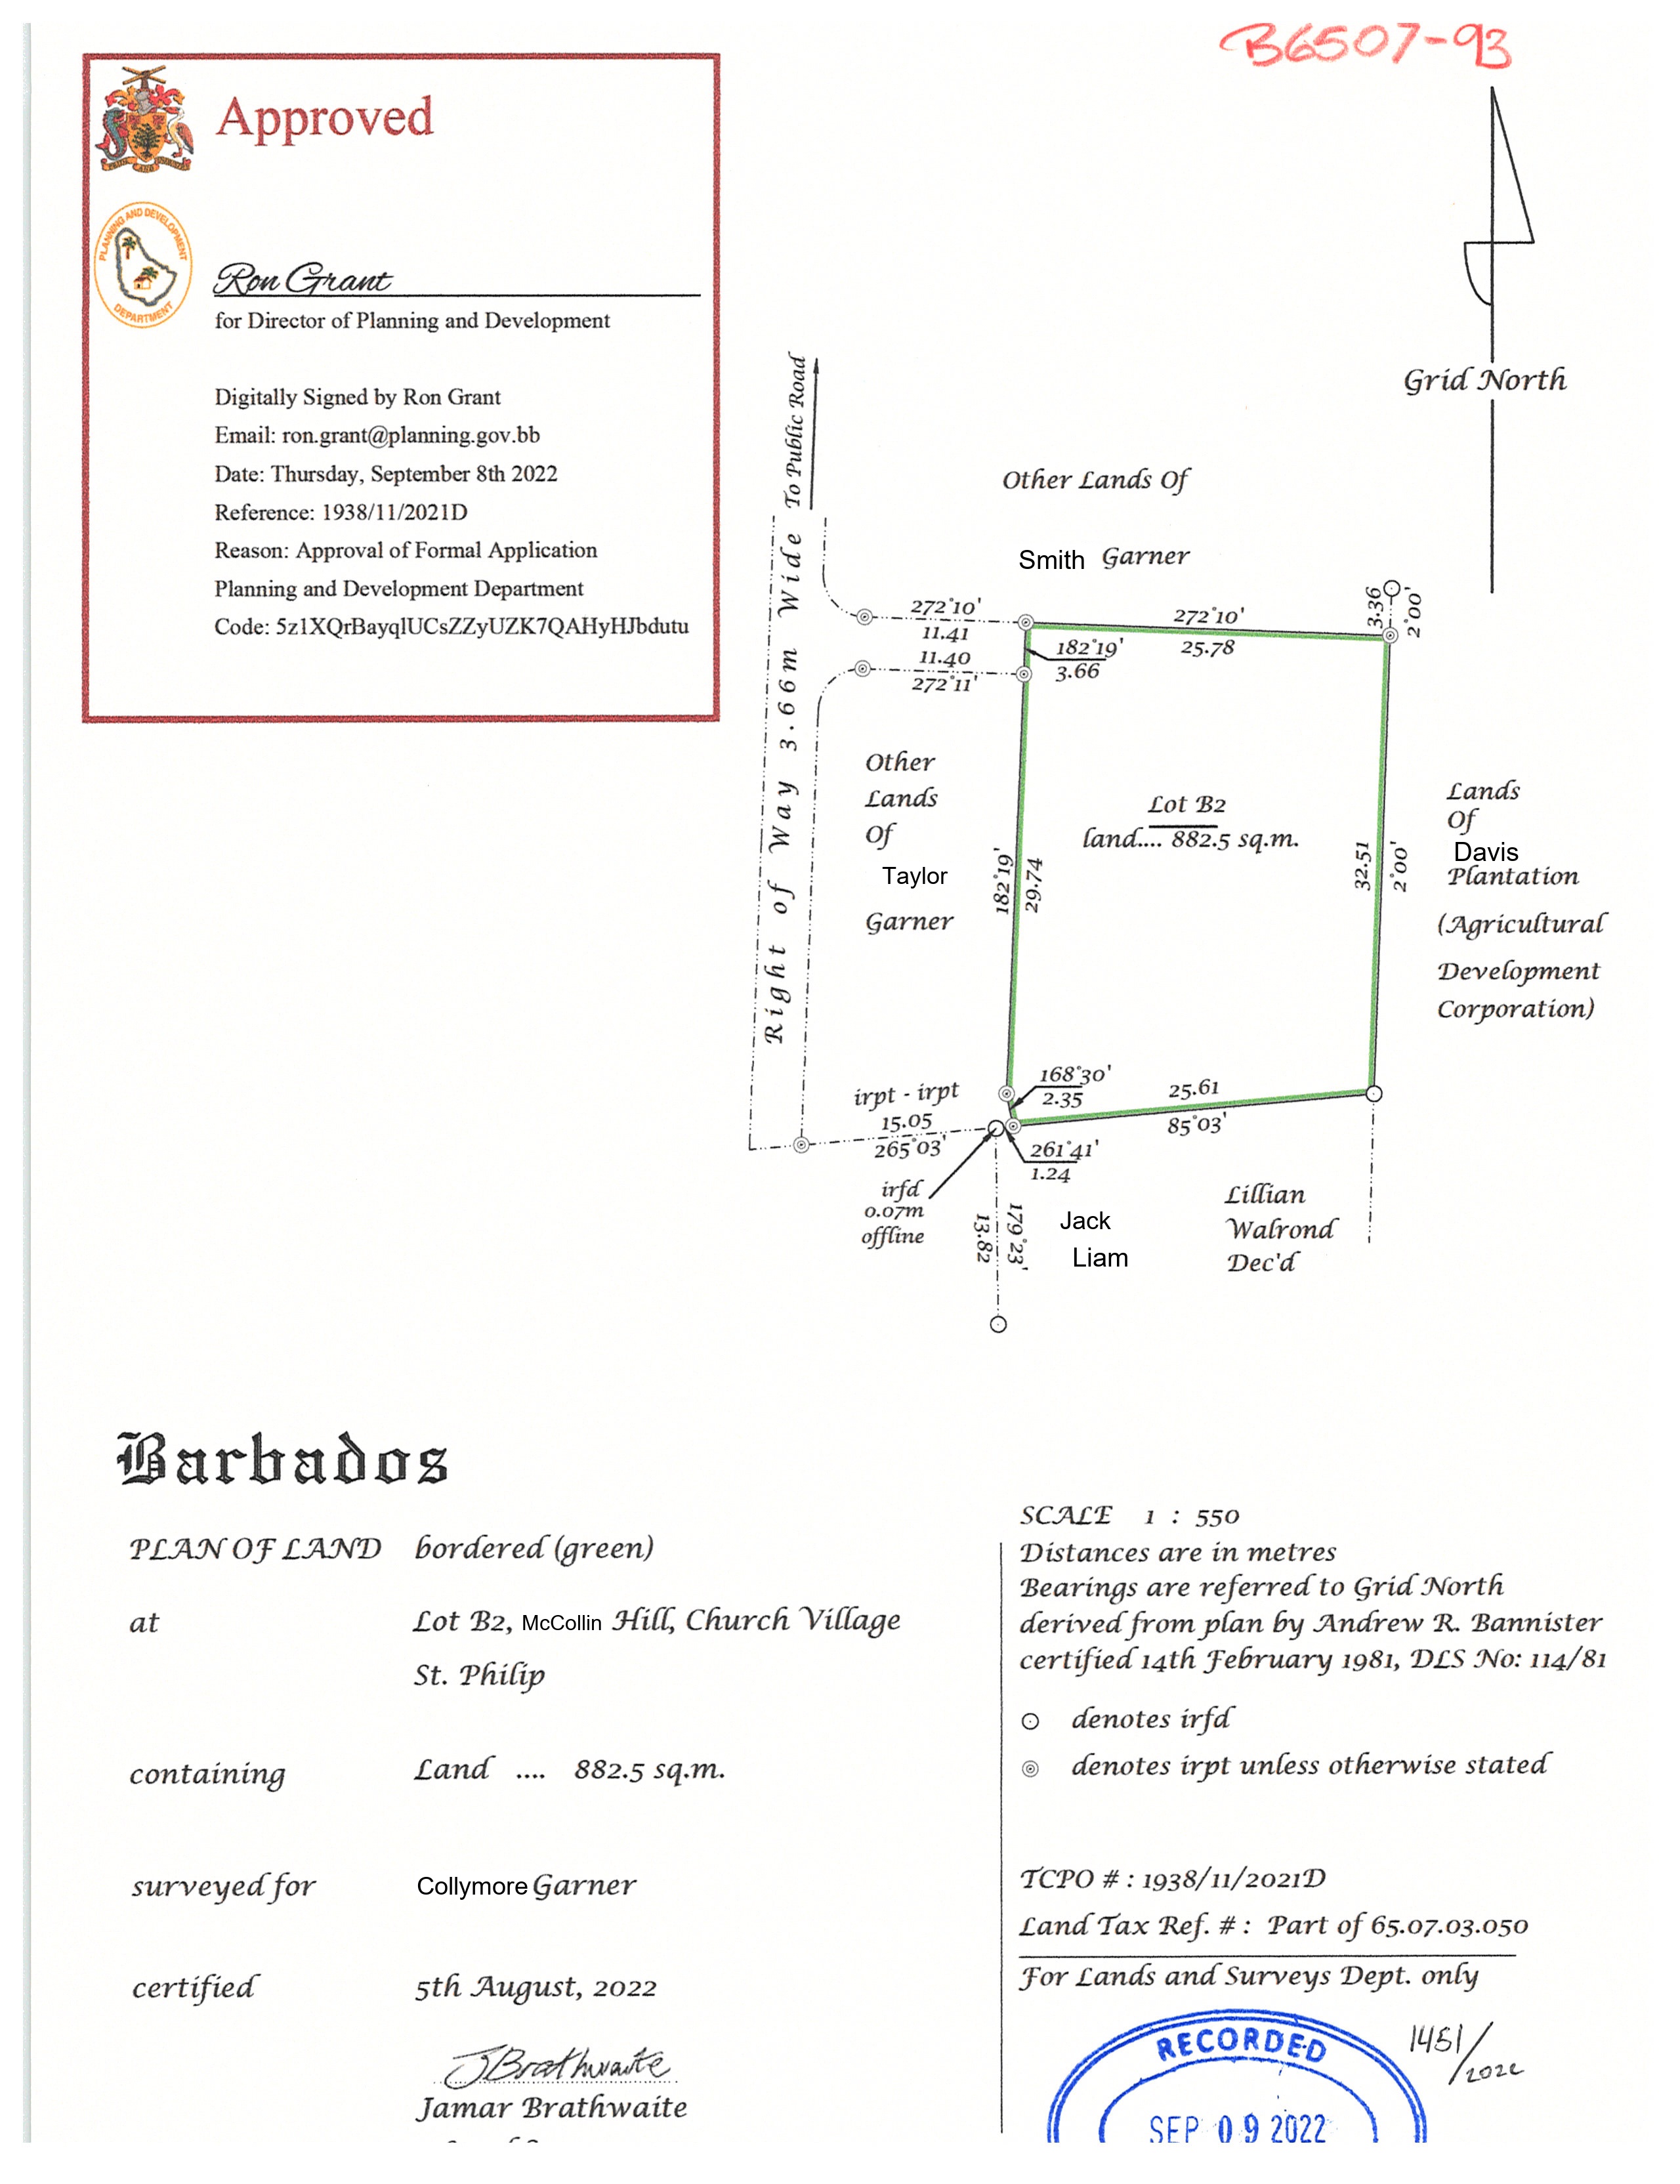 B6507-93
Approved
PRIDE AND INDUSTRY
PLANNING AND DEVELOPMENT
DEPARTMENT
Ron Grant
for Director of Planning and Development
Digitally Signed by Ron Grant
Email: ron.grant@planning.gov.bb
Date: Thursday, September 8th 2022
Reference: 1938/11/2021D
Reason: Approval of Formal Application
Planning and Development Department
Code: 5z1XQrBayqlUCsZZyUZK7QAHyHJbdutu
Grid North
To Public Road
Right of Way 3.66m Wide
Other Lands Of
Smith Garner
272°10'
11.41
11.40
272°11'
272°10'
25.78
182°19'
3.66
3.36
2°00'
Other
Lands
Of
Taylor
Garner
182°19'
29.74
Lot B2
land.... 882.5 sq.m.
32.51
2°00'
Lands
Of
Davis
Plantation
(Agricultural
Development
Corporation)
irpt - irpt
15.05
265°03'
168°30'
2.35
25.61
85°03'
261°41'
1.24
irfd
0.07m
offline
13.82
179°23'
Jack
Liam
Lillian
Walrond
Dec'd
Barbados
PLAN OF LAND bordered (green)
at Lot B2, McCollin Hill, Church Village
St. Philip
containing Land .... 882.5 sq.m.
surveyed for Collymore Garner
certified 5th August, 2022
JBrathwaite
Jamar Brathwaite
SCALE 1 : 550
Distances are in metres
Bearings are referred to Grid North
derived from plan by Andrew R. Bannister
certified 14th February 1981, DLS No: 114/81
denotes irfd
denotes irpt unless otherwise stated
TCPO # : 1938/11/2021D
Land Tax Ref. # : Part of 65.07.03.050
For Lands and Surveys Dept. only
RECORDED
SEP 09 2022
1451/2022